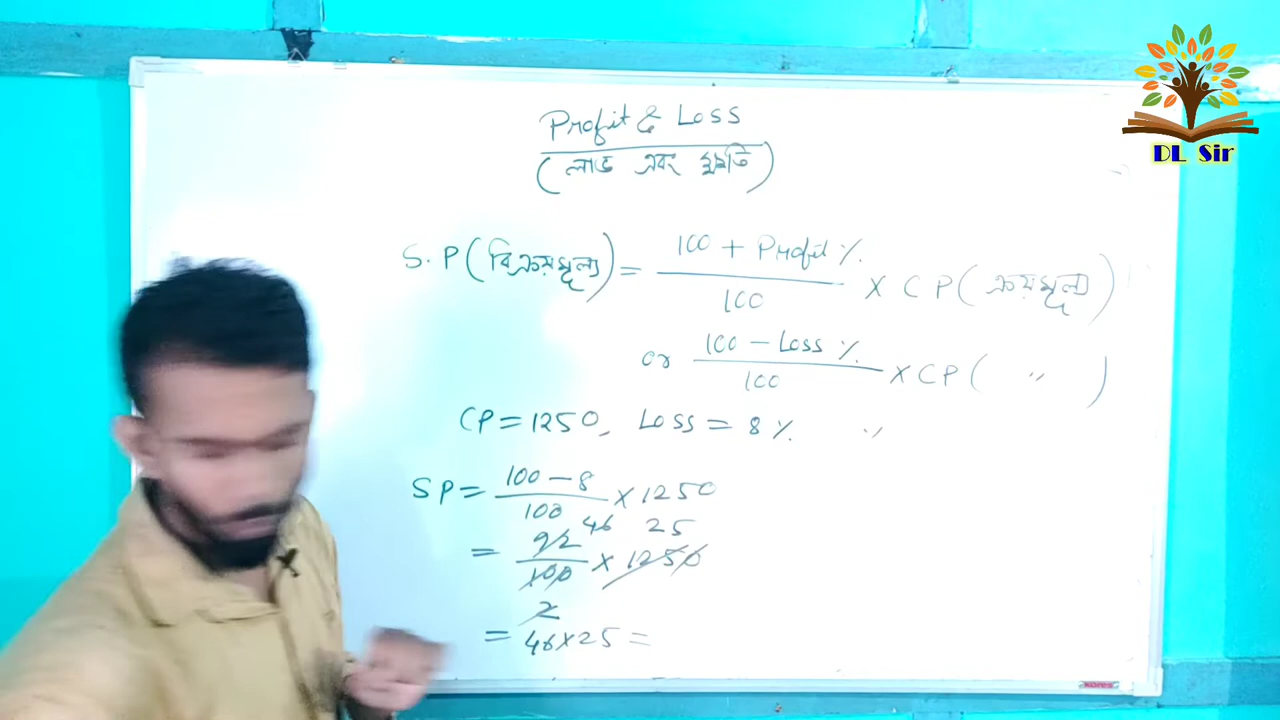 Profit & Loss
(লাভ এবং ক্ষতি)
S.P(বিক্রয়মূল্য) = 100 + Profit % / 100 × CP(ক্রয়মূল্য)
or 100 - Loss % / 100 × CP( " )
CP = 1250, Loss = 8 %. "
SP = 100 - 8 / 100 × 1250
46 25
= 92 / 100 × 1250
2
= 46×25 =
DL Sir
KORES